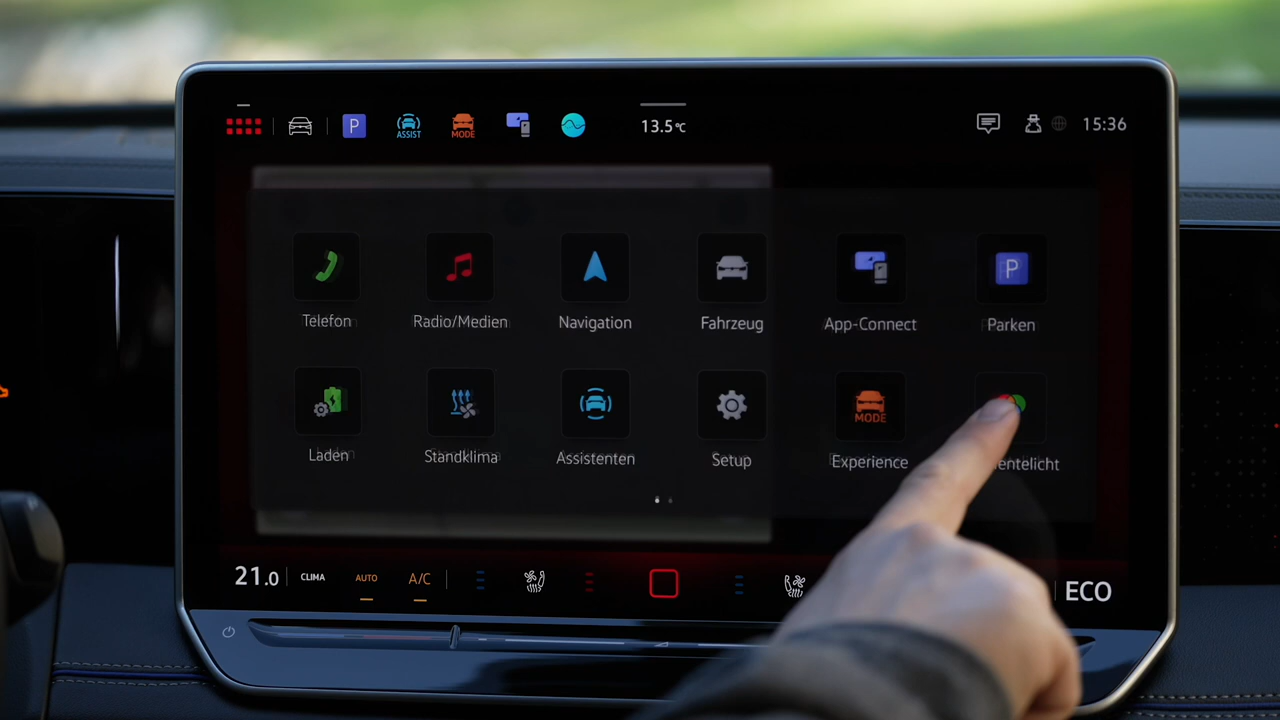 P
ASSIST
MODE
13.5°C
15:36
Telefon
Radio/Medien
Navigation
Fahrzeug
App-Connect
P
Parken
Laden
Standklima
Assistenten
Setup
MODE
Experience
entelicht
21.0
CLIMA
AUTO
A/C
ECO